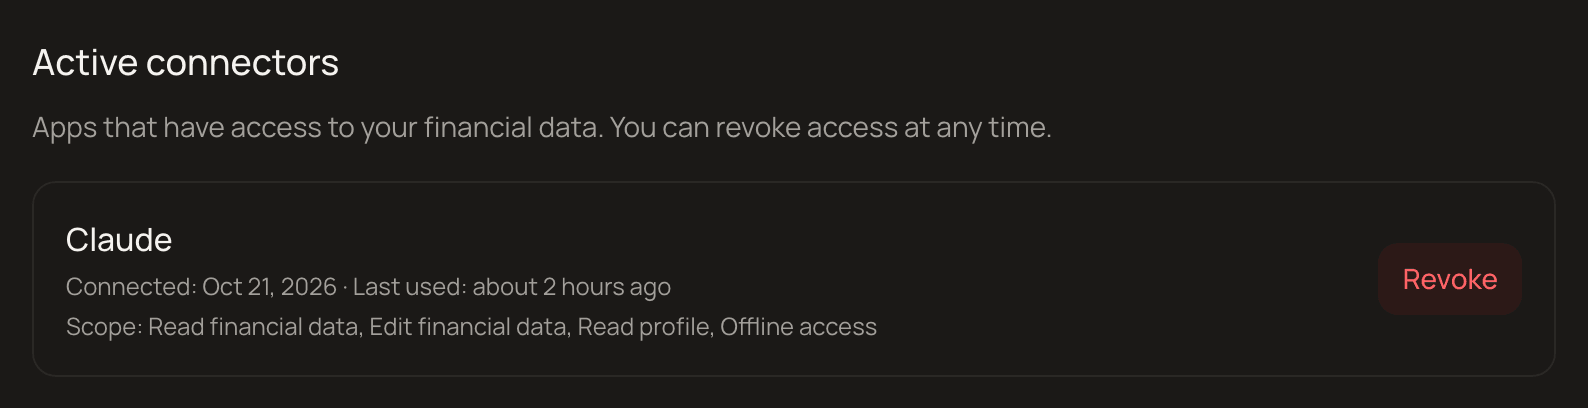 Active connectors
Apps that have access to your financial data. You can revoke access at any time.
Claude
Connected: Oct 21, 2026 · Last used: about 2 hours ago
Scope: Read financial data, Edit financial data, Read profile, Offline access
Revoke